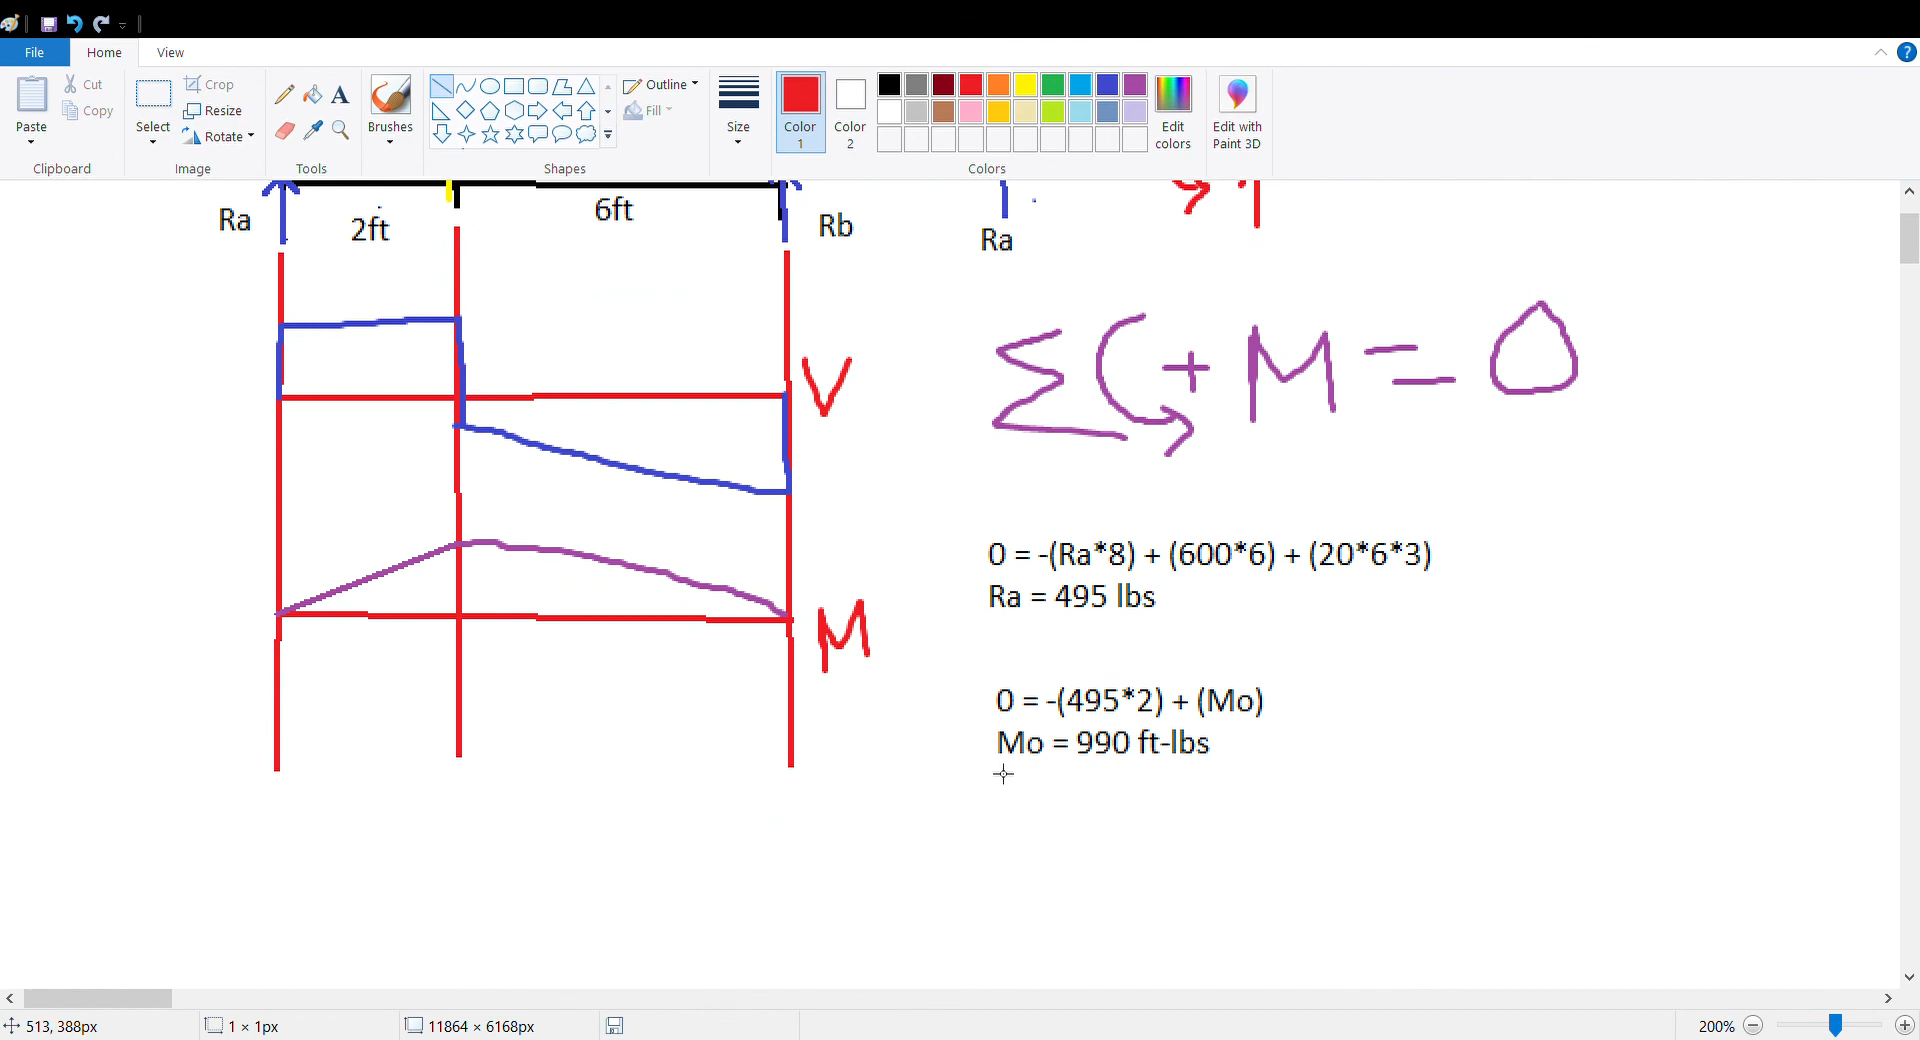 File Home View
Paste
Cut
Copy
Clipboard
Select
Crop
Resize
Rotate
Image
A
Tools
Brushes
Shapes
Outline
Fill
Size
Color 1
Color 2
Colors
Edit colors
Edit with Paint 3D
?
Ra 2ft 6ft Rb
Ra
V
M
Σ + M = 0
0 = -(Ra*8) + (600*6) + (20*6*3)
Ra = 495 lbs
0 = -(495*2) + (Mo)
Mo = 990 ft-lbs
513, 388px 1 × 1px 11864 × 6168px 200%